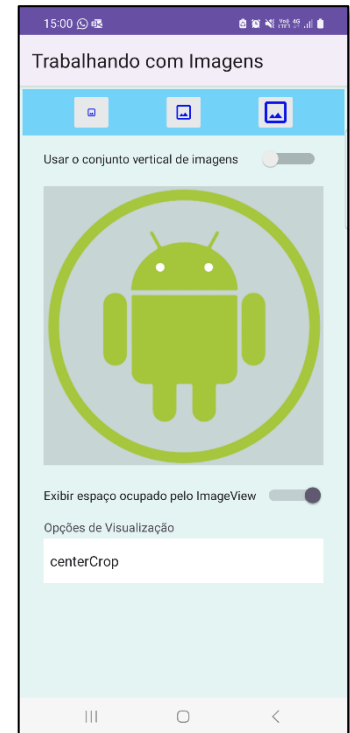 15:00
Trabalhando com Imagens
Usar o conjunto vertical de imagens
Exibir espaço ocupado pelo ImageView
Opções de Visualização
centerCrop